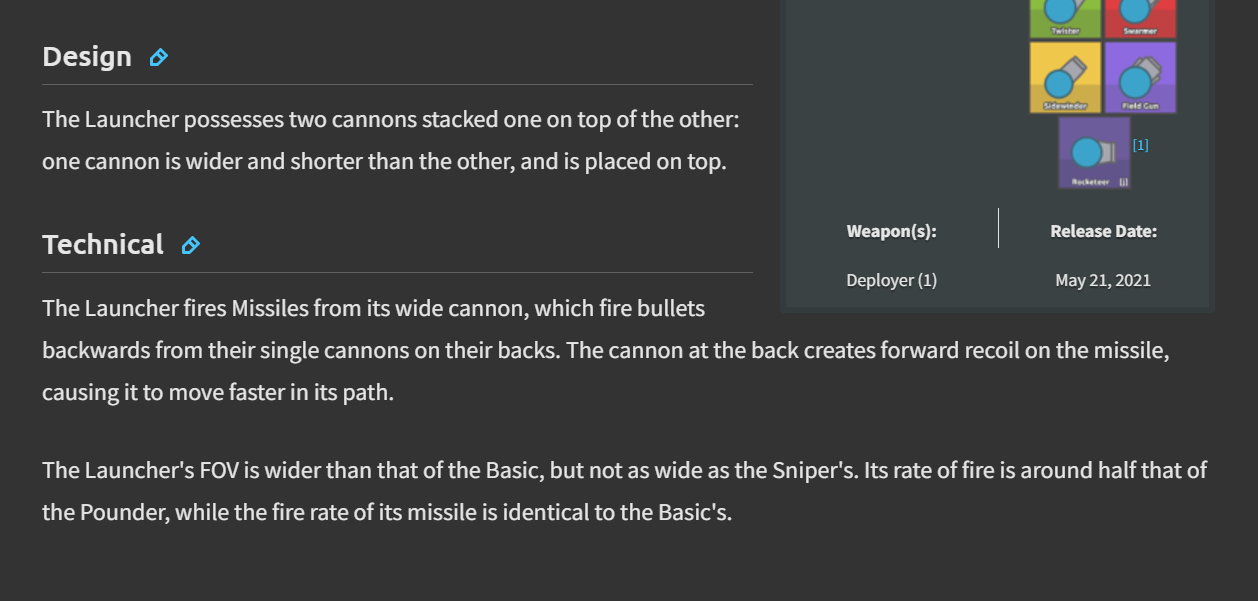 Design
The Launcher possesses two cannons stacked one on top of the other:
one cannon is wider and shorter than the other, and is placed on top.
Technical
The Launcher fires Missiles from its wide cannon, which fire bullets
backwards from their single cannons on their backs. The cannon at the back creates forward recoil on the missile,
causing it to move faster in its path.
The Launcher's FOV is wider than that of the Basic, but not as wide as the Sniper's. Its rate of fire is around half that of
the Pounder, while the fire rate of its missile is identical to the Basic's.
Twister
Swarmer
Sidewinder
Field Gun
Rocketeer
[1]
Weapon(s):
Release Date:
Deployer (1)
May 21, 2021